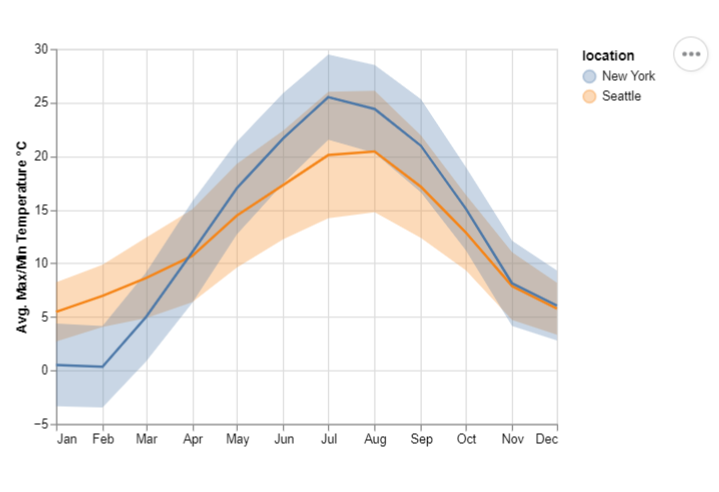 Avg. Max/Min Temperature °C
30
25
20
15
10
5
0
−5
Jan Feb Mar Apr May Jun Jul Aug Sep Oct Nov Dec
location
New York
Seattle